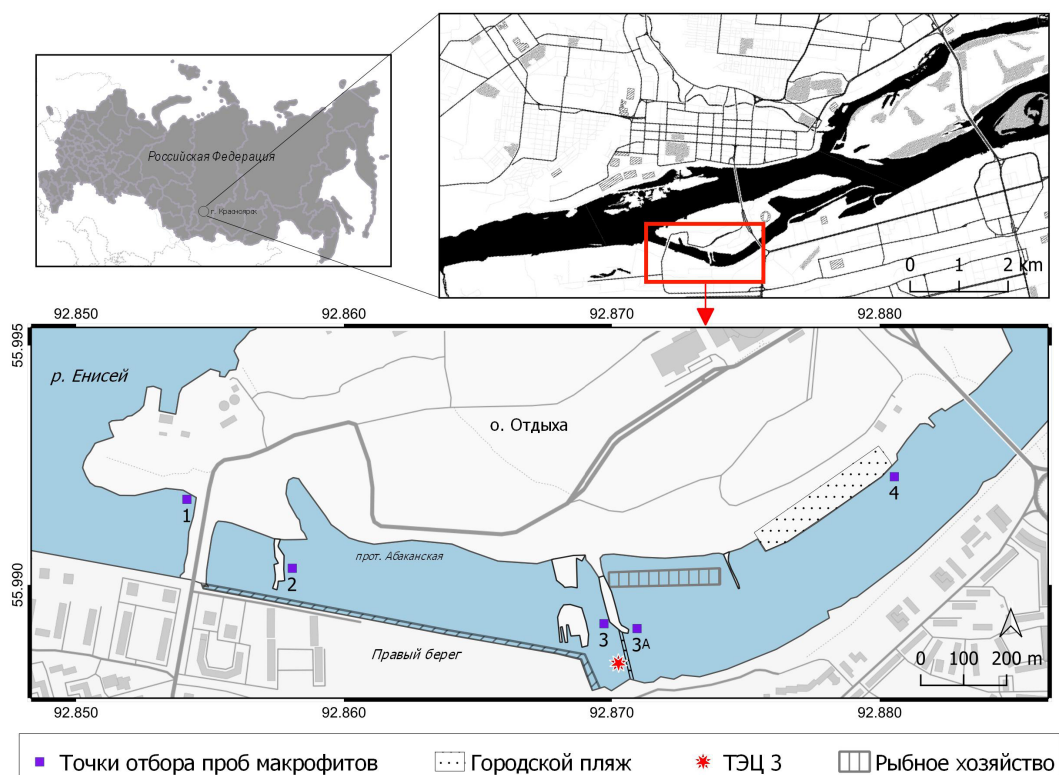 Российская Федерация
г. Красноярск
0 1 2 km
92.850 92.860 92.870 92.880
55.995
р. Енисей
о. Отдыха
4
1
прот. Абаканская
2
55.990
3 3А
Правый берег
0 100 200 m
92.850 92.860 92.870 92.880
Точки отбора проб макрофитов Городской пляж ТЭЦ 3 Рыбное хозяйство